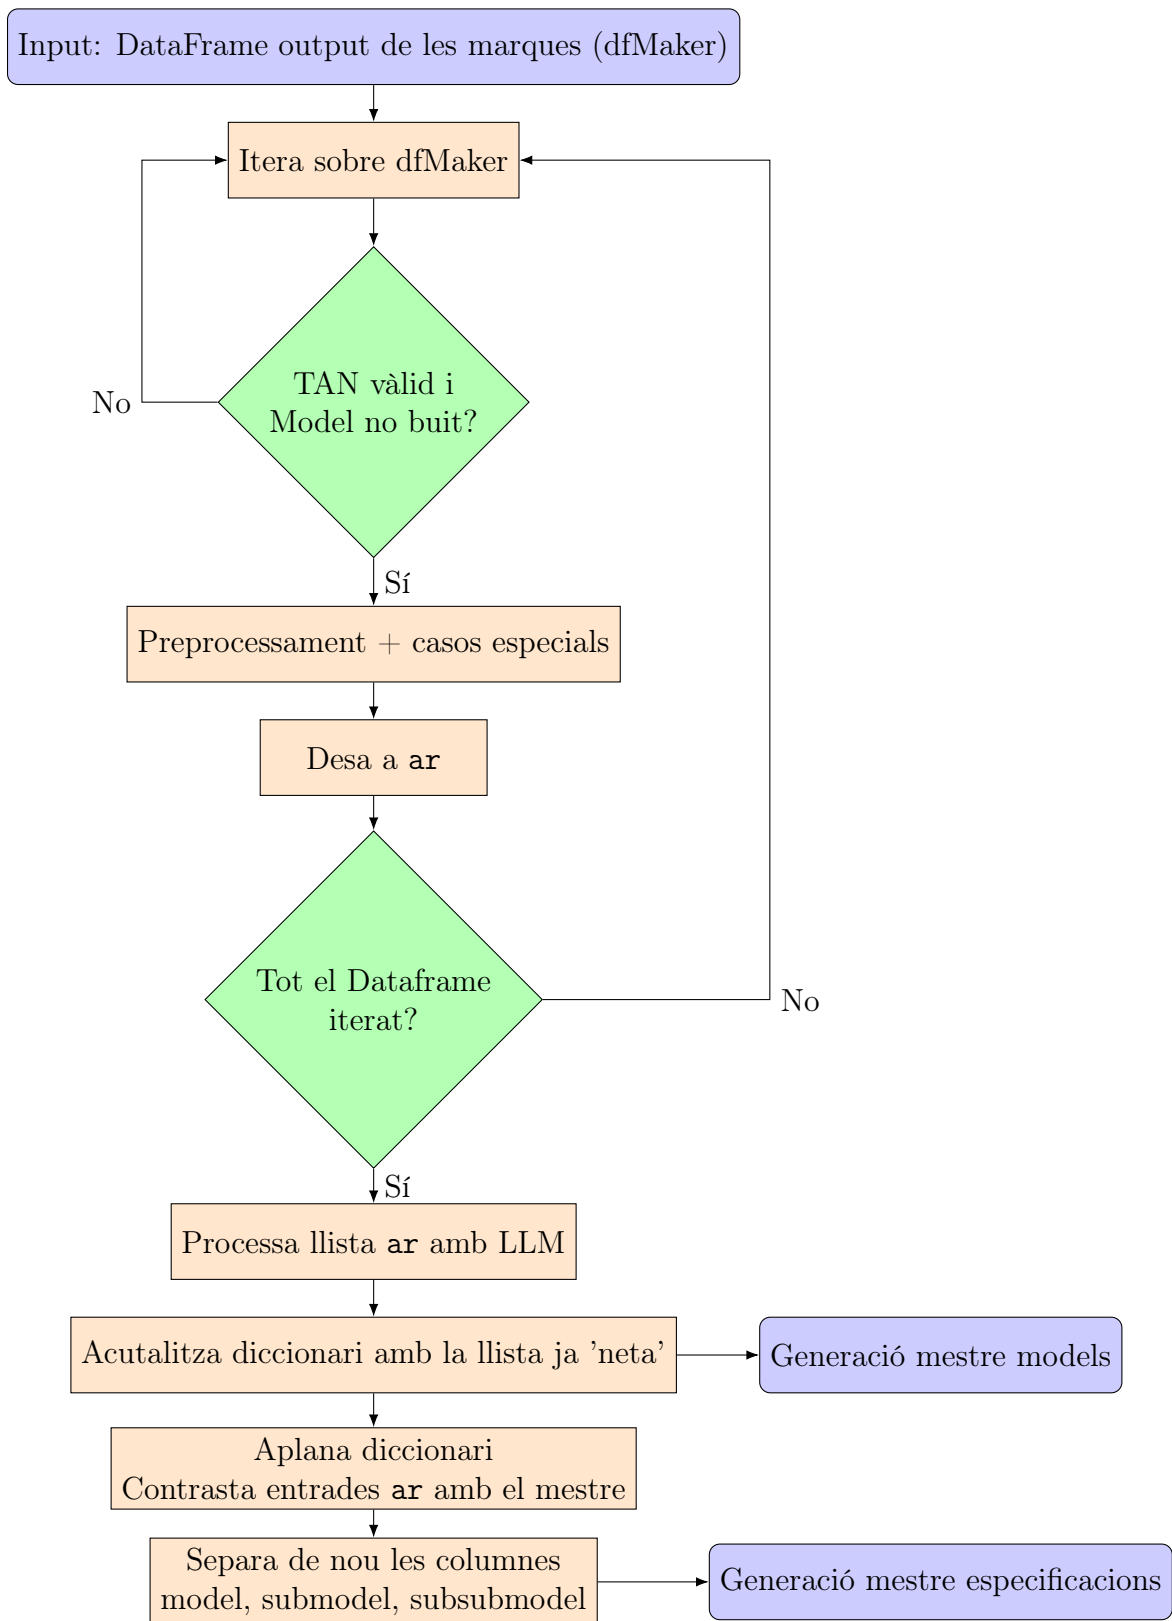 Input: DataFrame output de les marques (dfMaker)
Itera sobre dfMaker
TAN vàlid i
Model no buit?
No
Sí
Preprocessament + casos especials
Desa a ar
Tot el Dataframe
iterat?
No
Sí
Processa llista ar amb LLM
Acutalitza diccionari amb la llista ja 'neta'
Generació mestre models
Aplana diccionari
Contrasta entrades ar amb el mestre
Separa de nou les columnes
model, submodel, subsubmodel
Generació mestre especificacions